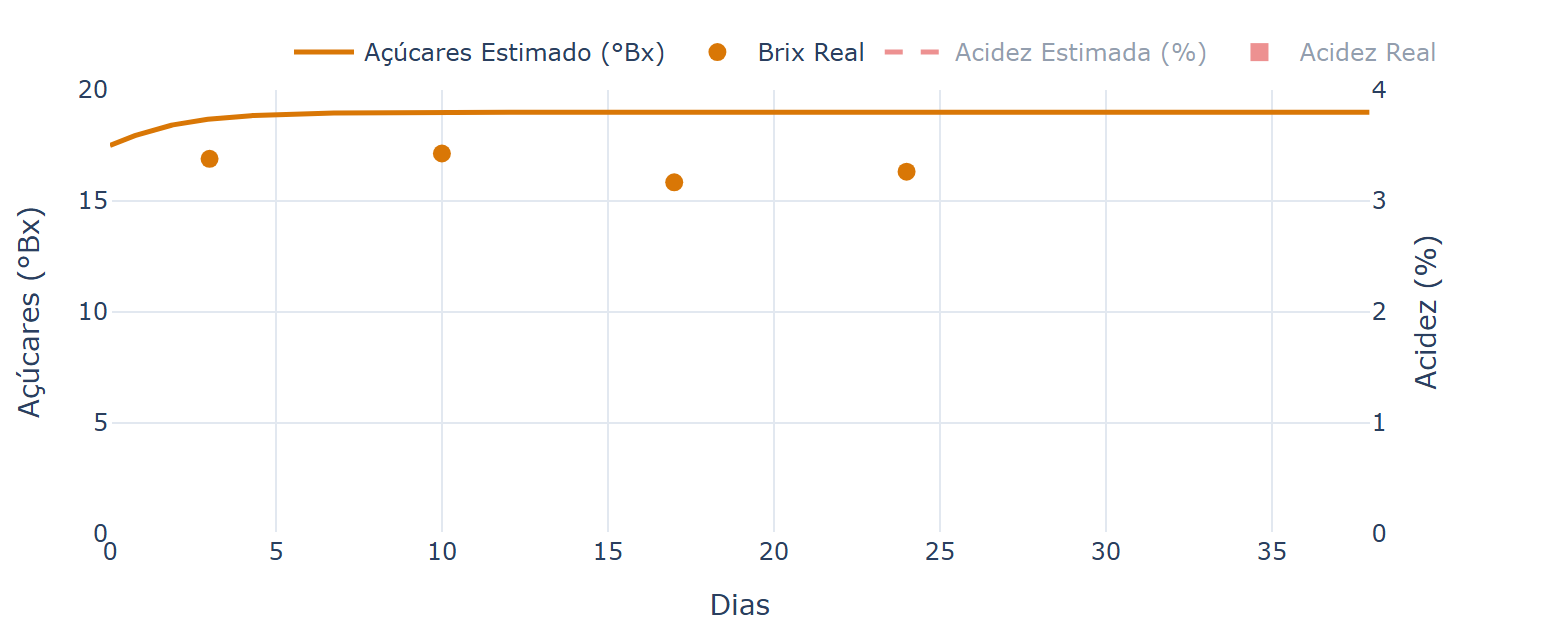 Açúcares Estimado (°Bx) Brix Real Acidez Estimada (%) Acidez Real
20 4
15 3
10 2
5 1
0 0
Açúcares (°Bx)
Acidez (%)
0 5 10 15 20 25 30 35
Dias